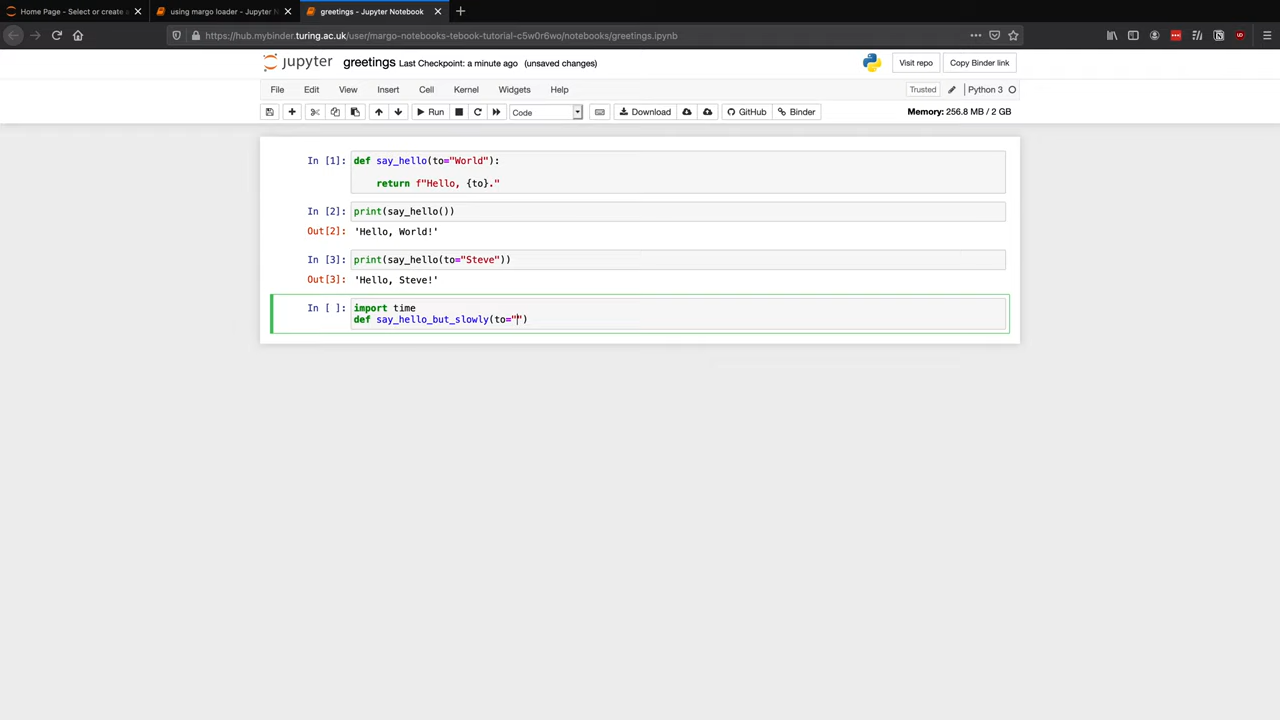 Home Page - Select or create a
using margo loader - Jupyter N
greetings - Jupyter Notebook
https://hub.mybinder.turing.ac.uk/user/margo-notebooks-tebook-tutorial-c5w0r6wo/notebooks/greetings.ipynb
jupyter greetings Last Checkpoint: a minute ago (unsaved changes)
Visit repo Copy Binder link
File Edit View Insert Cell Kernel Widgets Help
Trusted Python 3
Run Code Download GitHub Binder
Memory: 256.8 MB / 2 GB
In [1]: def say_hello(to="World"):
return f"Hello, {to}."
In [2]: print(say_hello())
Out[2]: 'Hello, World!'
In [3]: print(say_hello(to="Steve"))
Out[3]: 'Hello, Steve!'
In [ ]: import time
def say_hello_but_slowly(to="")